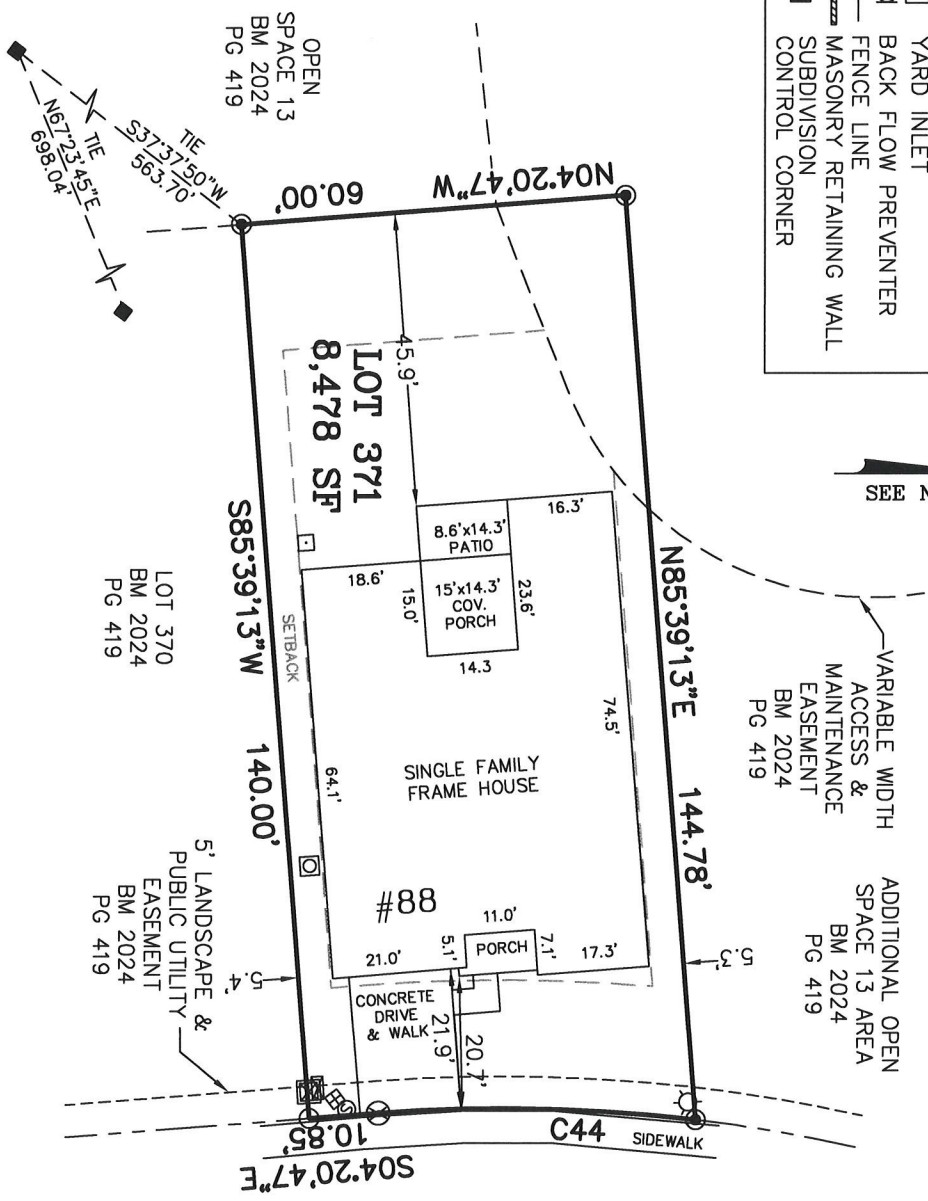 YARD INLET
BACK FLOW PREVENTER
FENCE LINE
MASONRY RETAINING WALL
SUBDIVISION
CONTROL CORNER
SEE N
OPEN
SPACE 13
BM 2024
PG 419
TIE
S37°37'50"W
563.70'
TIE
N67°23'45"E
698.04'
60.00'
N04°20'47"W
45.9'
LOT 371
8,478 SF
16.3'
8.6'x14.3'
PATIO
18.6'
15.0'
15'x14.3'
COV.
PORCH
23.6'
14.3
74.5'
N85°39'13"E 144.78'
VARIABLE WIDTH
ACCESS &
MAINTENANCE
EASEMENT
BM 2024
PG 419
S85°39'13"W 140.00'
SETBACK
LOT 370
BM 2024
PG 419
64.1'
SINGLE FAMILY
FRAME HOUSE
#88
11.0'
PORCH
5.1'
7.1'
21.0'
17.3'
5.3'
5.4'
ADDITIONAL OPEN
SPACE 13 AREA
BM 2024
PG 419
5' LANDSCAPE &
PUBLIC UTILITY
EASEMENT
BM 2024
PG 419
CONCRETE
DRIVE
& WALK
21.9'
20.7'
10.85'
S04°20'47"E
C44
SIDEWALK